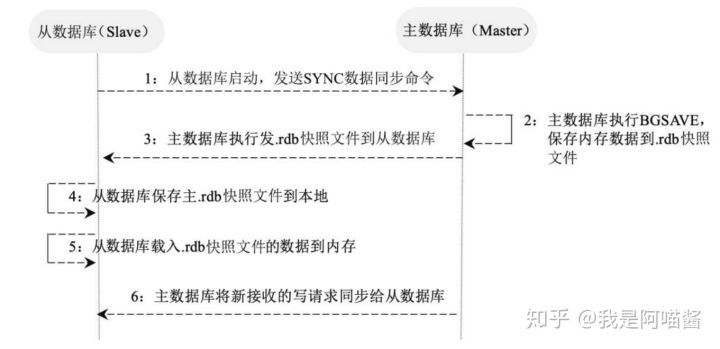 从数据库（Slave）
主数据库（Master）
1：从数据库启动，发送SYNC数据同步命令
2：主数据库执行BGSAVE，
保存内存数据到.rdb快照
文件
3：主数据库执行发.rdb快照文件到从数据库
4：从数据库保存主.rdb快照文件到本地
5：从数据库载入.rdb快照文件的数据到内存
6：主数据库将新接收的写请求同步给从数据库
知乎 @我是阿喵酱